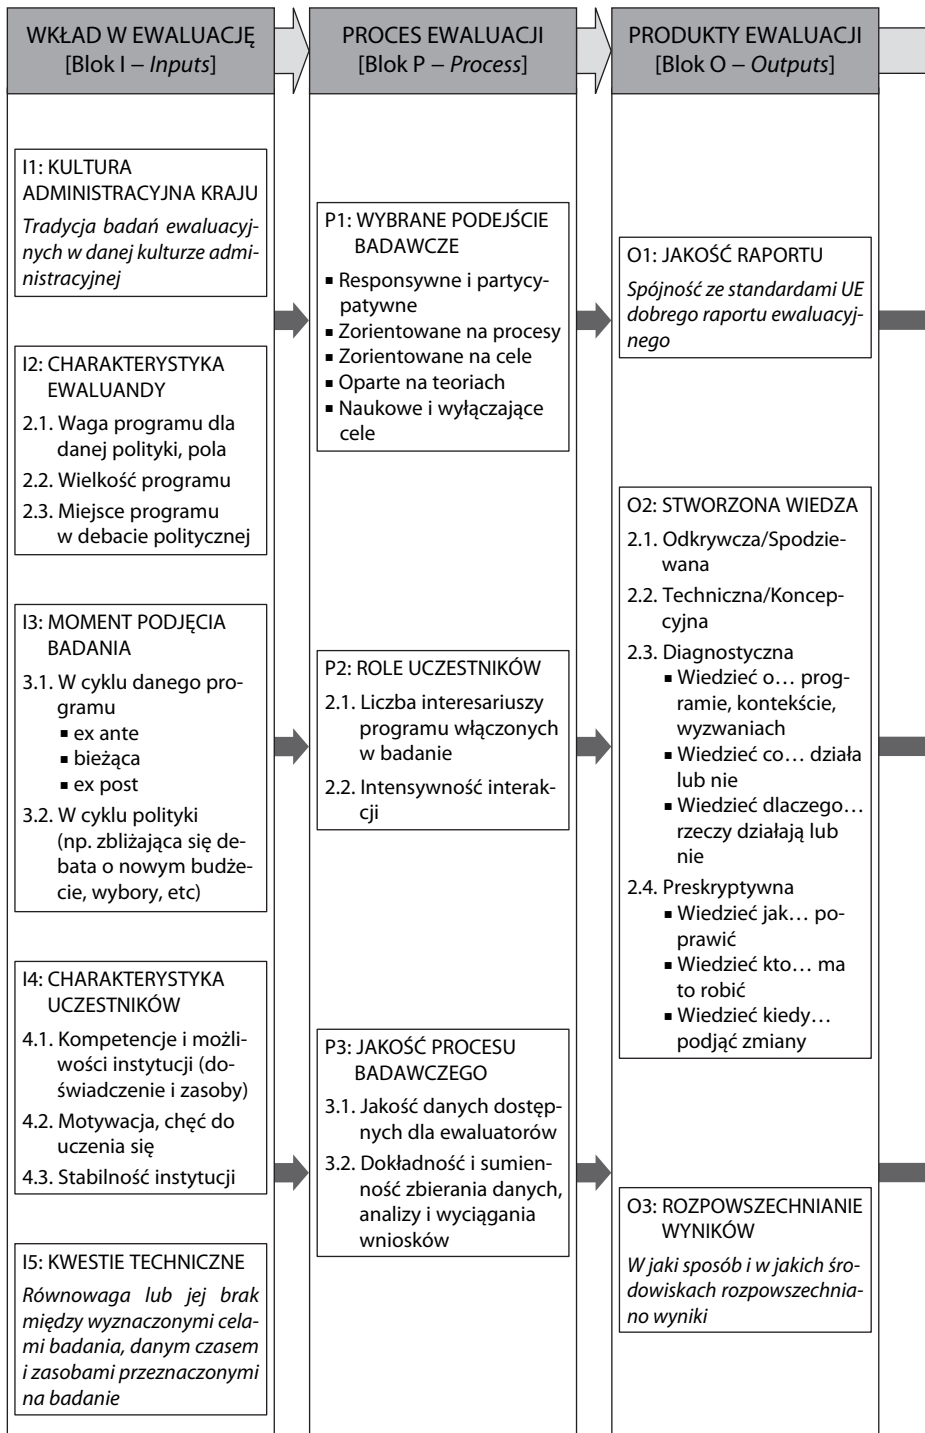 WKŁAD W EWALUACJĘ
[Blok I – Inputs]
I1: KULTURA
ADMINISTRACYJNA KRAJU
Tradycja badań ewaluacyj-
nych w danej kulturze admi-
nistracyjnej
I2: CHARAKTERYSTYKA
EWALUANDY
2.1. Waga programu dla
danej polityki, pola
2.2. Wielkość programu
2.3. Miejsce programu
w debacie politycznej
I3: MOMENT PODJĘCIA
BADANIA
3.1. W cyklu danego pro-
gramu
▪ ex ante
▪ bieżąca
▪ ex post
3.2. W cyklu polityki
(np. zbliżająca się de-
bata o nowym budże-
cie, wybory, etc)
I4: CHARAKTERYSTYKA
UCZESTNIKÓW
4.1. Kompetencje i możli-
wości instytucji (do-
świadczenie i zasoby)
4.2. Motywacja, chęć do
uczenia się
4.3. Stabilność instytucji
I5: KWESTIE TECHNICZNE
Równowaga lub jej brak
między wyznaczonymi cela-
mi badania, danym czasem
i zasobami przeznaczonymi
na badanie
PROCES EWALUACJI
[Blok P – Process]
P1: WYBRANE PODEJŚCIE
BADAWCZE
▪ Responsywne i partycy-
patywne
▪ Zorientowane na procesy
▪ Zorientowane na cele
▪ Oparte na teoriach
▪ Naukowe i wyłączające
cele
P2: ROLE UCZESTNIKÓW
2.1. Liczba interesariuszy
programu włączonych
w badanie
2.2. Intensywność interak-
cji
P3: JAKOŚĆ PROCESU
BADAWCZEGO
3.1. Jakość danych dostęp-
nych dla ewaluatorów
3.2. Dokładność i sumien-
ność zbierania danych,
analizy i wyciągania
wniosków
PRODUKTY EWALUACJI
[Blok O – Outputs]
O1: JAKOŚĆ RAPORTU
Spójność ze standardami UE
dobrego raportu ewaluacyj-
nego
O2: STWORZONA WIEDZA
2.1. Odkrywcza/Spodzie-
wana
2.2. Techniczna/Koncep-
cyjna
2.3. Diagnostyczna
▪ Wiedzieć o… prog-
ramie, kontekście,
wyzwaniach
▪ Wiedzieć co… działa
lub nie
▪ Wiedzieć dlaczego…
rzeczy działają lub
nie
2.4. Preskryptywna
▪ Wiedzieć jak… po-
prawić
▪ Wiedzieć kto… ma
to robić
▪ Wiedzieć kiedy…
podjąć zmiany
O3: ROZPOWSZECHNIANIE
WYNIKÓW
W jaki sposób i w jakich śro-
dowiskach rozpowszechnia-
no wyniki